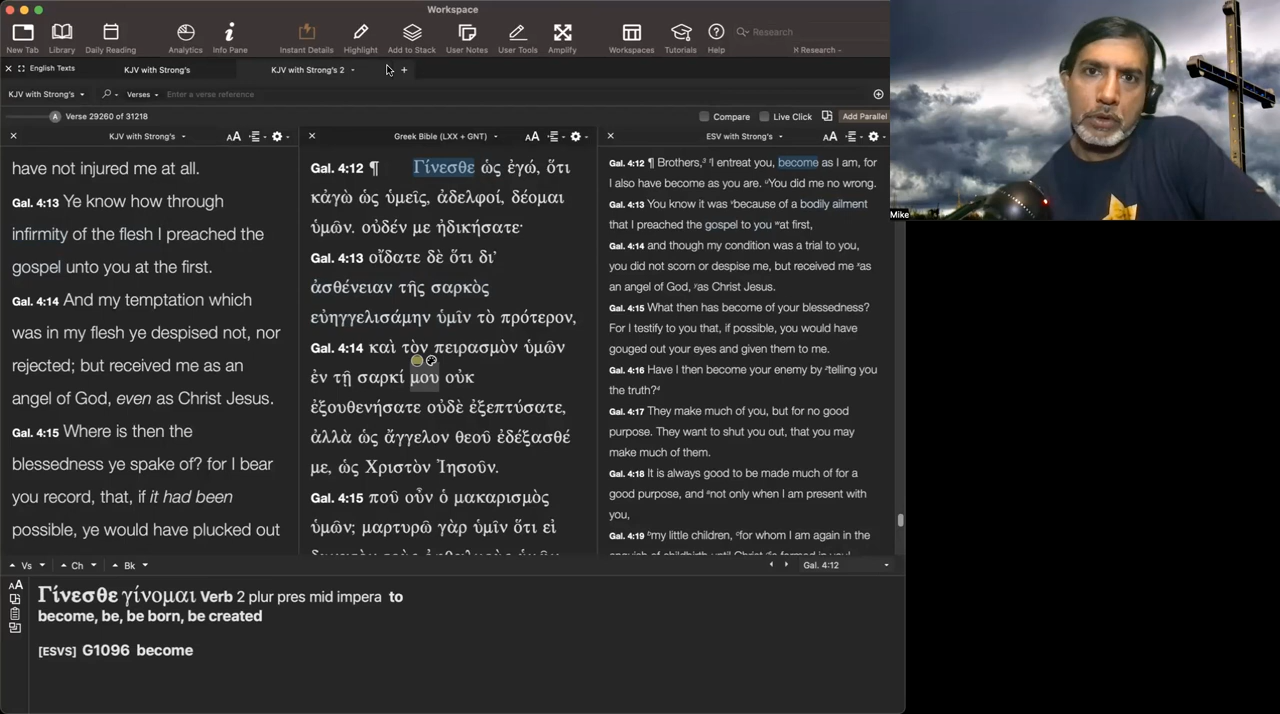 Workspace
New Tab Library Daily Reading Analytics Info Pane Instant Details Highlight Add to Stack User Notes User Tools Amplify Workspaces Tutorials Help Research
Research
English Texts KJV with Strong's KJV with Strong's 2
KJV with Strong's Verses Enter a verse reference
Verse 29260 of 31218 Compare Live Click Add Parallel
KJV with Strong's
have not injured me at all.
Gal. 4:13 Ye know how through
infirmity of the flesh I preached the
gospel unto you at the first.
Gal. 4:14 And my temptation which
was in my flesh ye despised not, nor
rejected; but received me as an
angel of God, even as Christ Jesus.
Gal. 4:15 Where is then the
blessedness ye spake of? for I bear
you record, that, if it had been
possible, ye would have plucked out
Greek Bible (LXX + GNT)
Gal. 4:12 ¶ Γίνεσθε ὡς ἐγώ, ὅτι
κἀγὼ ὡς ὑμεῖς, ἀδελφοί, δέομαι
ὑμῶν. οὐδέν με ἠδικήσατε·
Gal. 4:13 οἴδατε δὲ ὅτι δι’
ἀσθένειαν τῆς σαρκὸς
εὐηγγελισάμην ὑμῖν τὸ πρότερον,
Gal. 4:14 καὶ τὸν πειρασμὸν ὑμῶν
ἐν τῇ σαρκί μου οὐκ
ἐξουθενήσατε οὐδὲ ἐξεπτύσατε,
ἀλλὰ ὡς ἄγγελον θεοῦ ἐδέξασθέ
με, ὡς Χριστὸν Ἰησοῦν.
Gal. 4:15 ποῦ οὖν ὁ μακαρισμὸς
ὑμῶν; μαρτυρῶ γὰρ ὑμῖν ὅτι εἰ
ESV with Strong's
Gal. 4:12 ¶ Brothers, I entreat you, become as I am, for
I also have become as you are. You did me no wrong.
Gal. 4:13 You know it was because of a bodily ailment
that I preached the gospel to you at first,
Gal. 4:14 and though my condition was a trial to you,
you did not scorn or despise me, but received me as
an angel of God, as Christ Jesus.
Gal. 4:15 What then has become of your blessedness?
For I testify to you that, if possible, you would have
gouged out your eyes and given them to me.
Gal. 4:16 Have I then become your enemy by telling you
the truth?
Gal. 4:17 They make much of you, but for no good
purpose. They want to shut you out, that you may
make much of them.
Gal. 4:18 It is always good to be made much of for a
good purpose, and not only when I am present with
you,
Gal. 4:19 my little children, for whom I am again in the
Vs Ch Bk Gal. 4:12
Γίνεσθε γίνομαι Verb 2 plur pres mid impera to
become, be, be born, be created
[ESVS] G1096 become
Mike